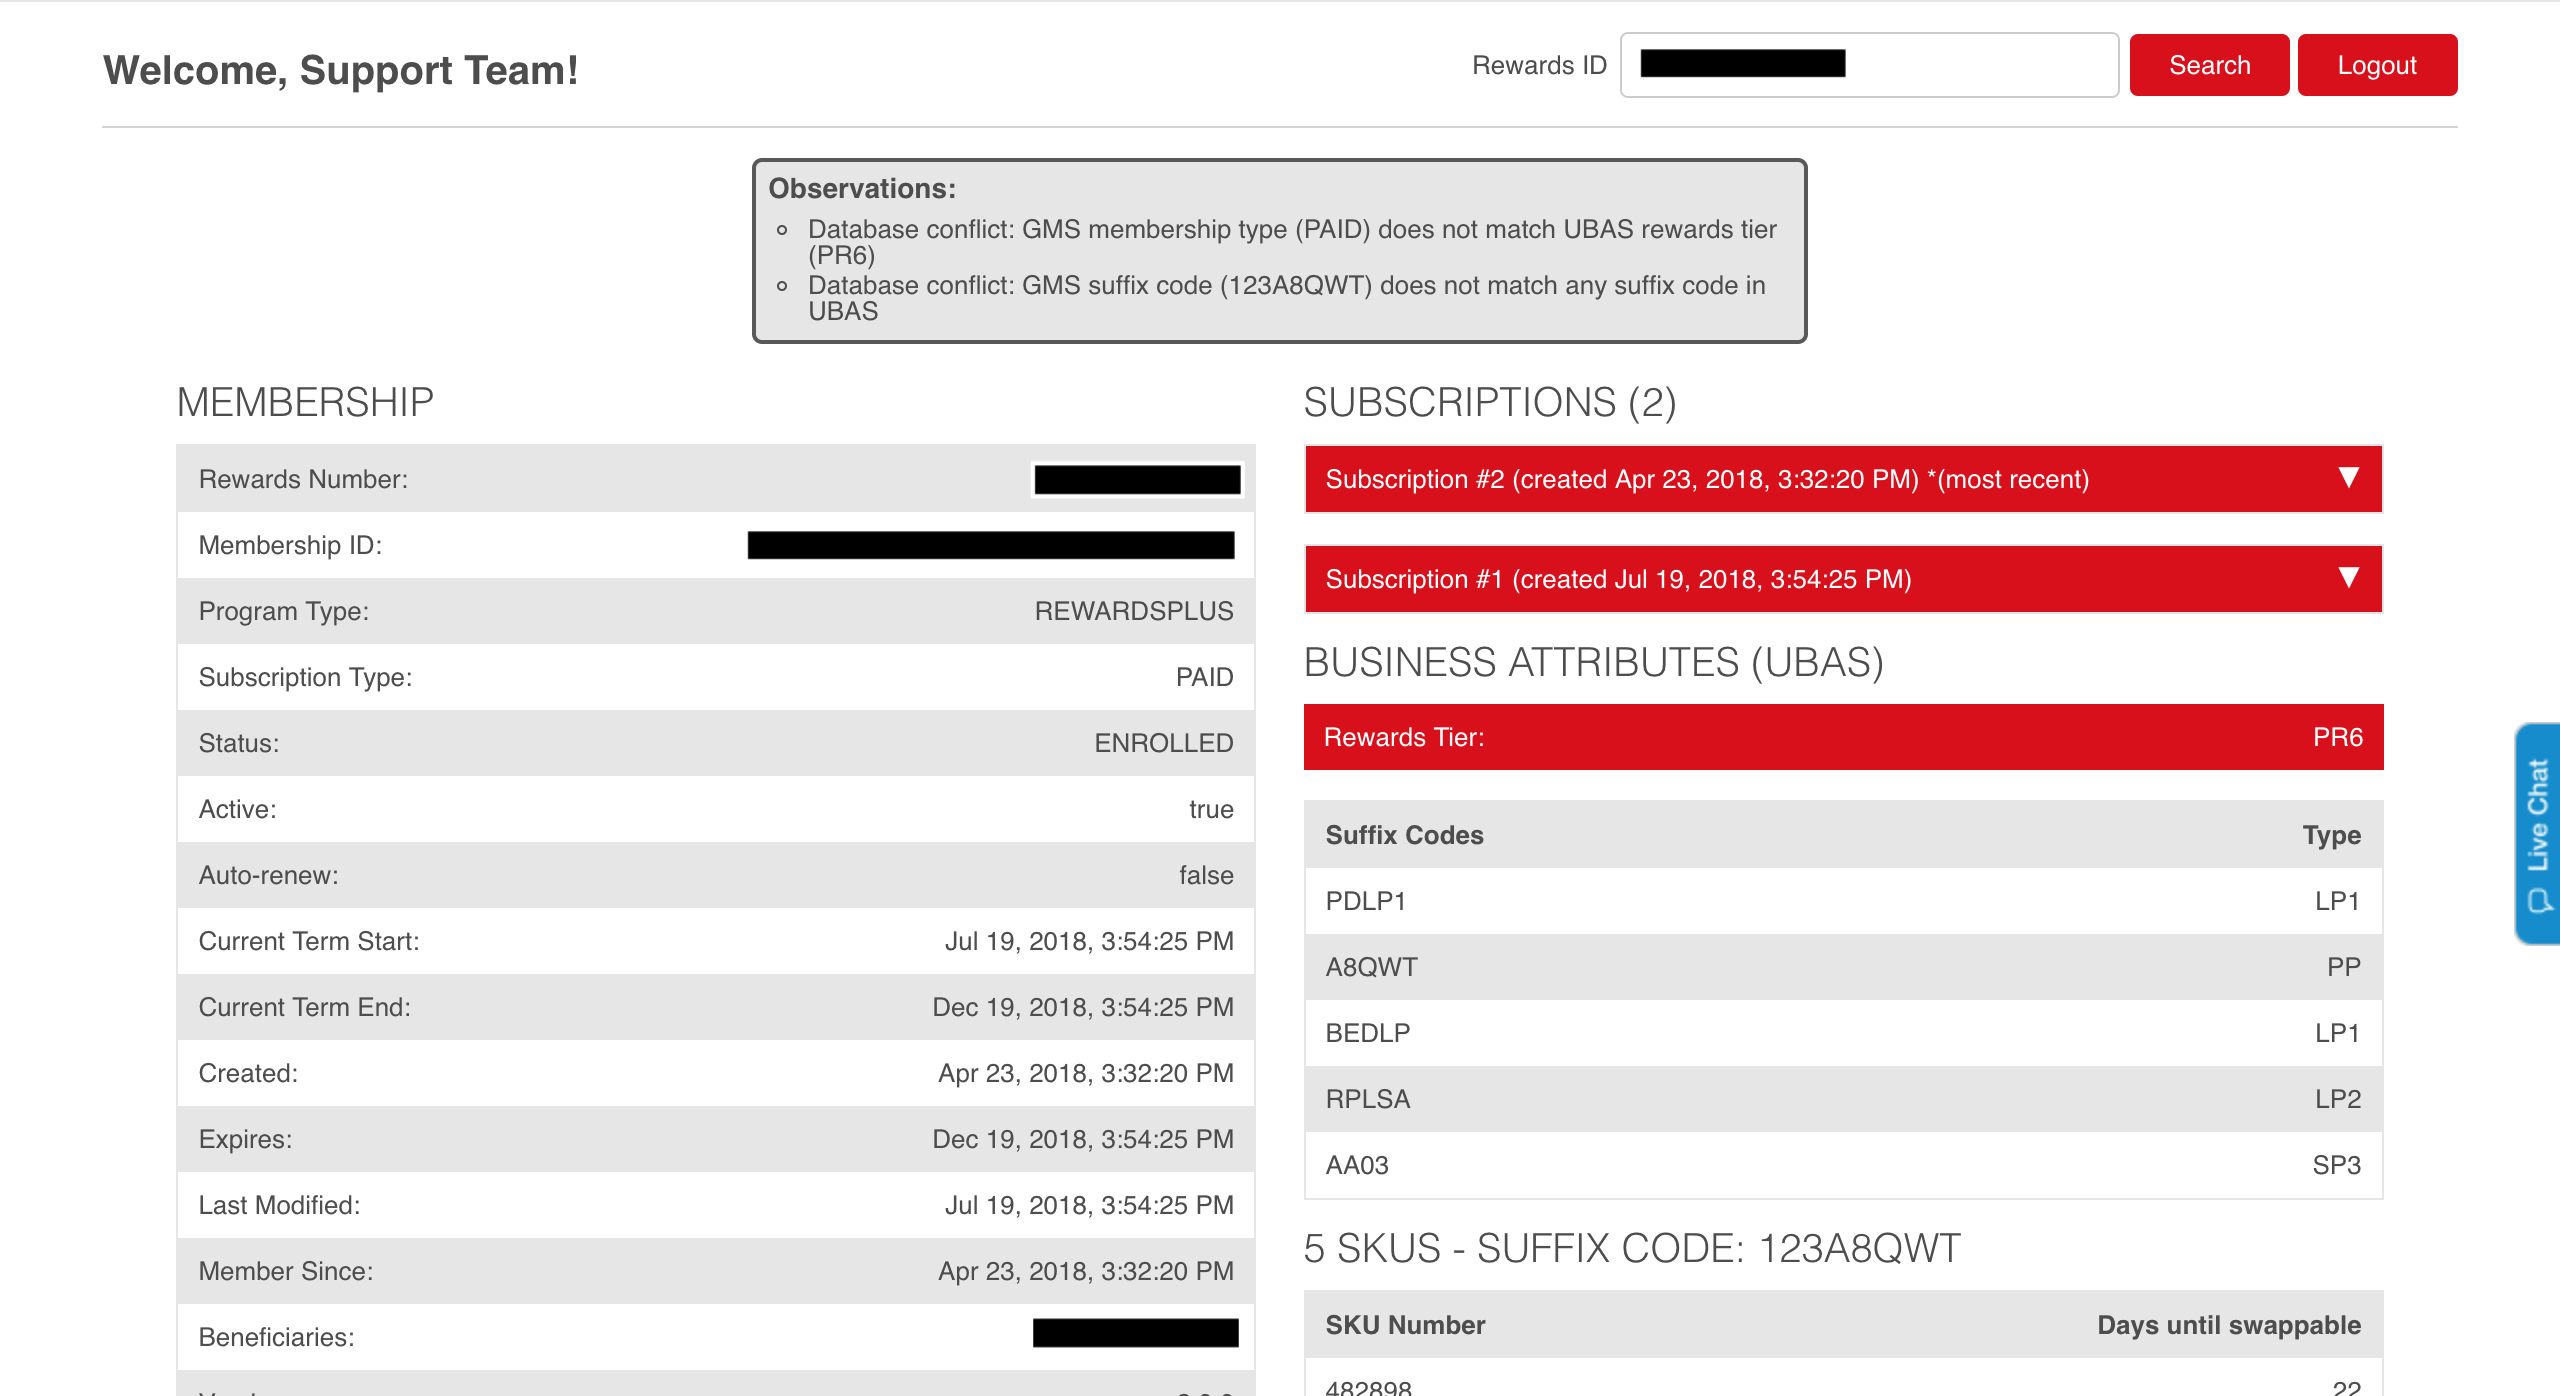 Welcome, Support Team!
Rewards ID
Search
Logout
Observations:
Database conflict: GMS membership type (PAID) does not match UBAS rewards tier
(PR6)
Database conflict: GMS suffix code (123A8QWT) does not match any suffix code in
UBAS
MEMBERSHIP
Rewards Number:
Membership ID:
Program Type: REWARDSPLUS
Subscription Type: PAID
Status: ENROLLED
Active: true
Auto-renew: false
Current Term Start: Jul 19, 2018, 3:54:25 PM
Current Term End: Dec 19, 2018, 3:54:25 PM
Created: Apr 23, 2018, 3:32:20 PM
Expires: Dec 19, 2018, 3:54:25 PM
Last Modified: Jul 19, 2018, 3:54:25 PM
Member Since: Apr 23, 2018, 3:32:20 PM
Beneficiaries:
SUBSCRIPTIONS (2)
Subscription #2 (created Apr 23, 2018, 3:32:20 PM) *(most recent) ▼
Subscription #1 (created Jul 19, 2018, 3:54:25 PM) ▼
BUSINESS ATTRIBUTES (UBAS)
Rewards Tier: PR6
Suffix Codes Type
PDLP1 LP1
A8QWT PP
BEDLP LP1
RPLSA LP2
AA03 SP3
5 SKUS - SUFFIX CODE: 123A8QWT
SKU Number Days until swappable
482898 22
Live Chat